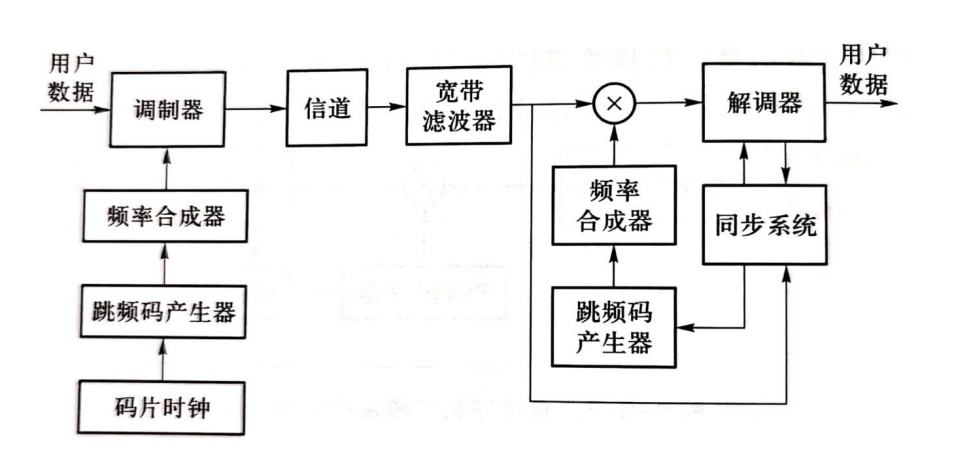 用户
数据
调制器
信道
宽带
滤波器
×
解调器
用户
数据
频率合成器
跳频码产生器
码片时钟
频率
合成器
跳频码
产生器
同步系统